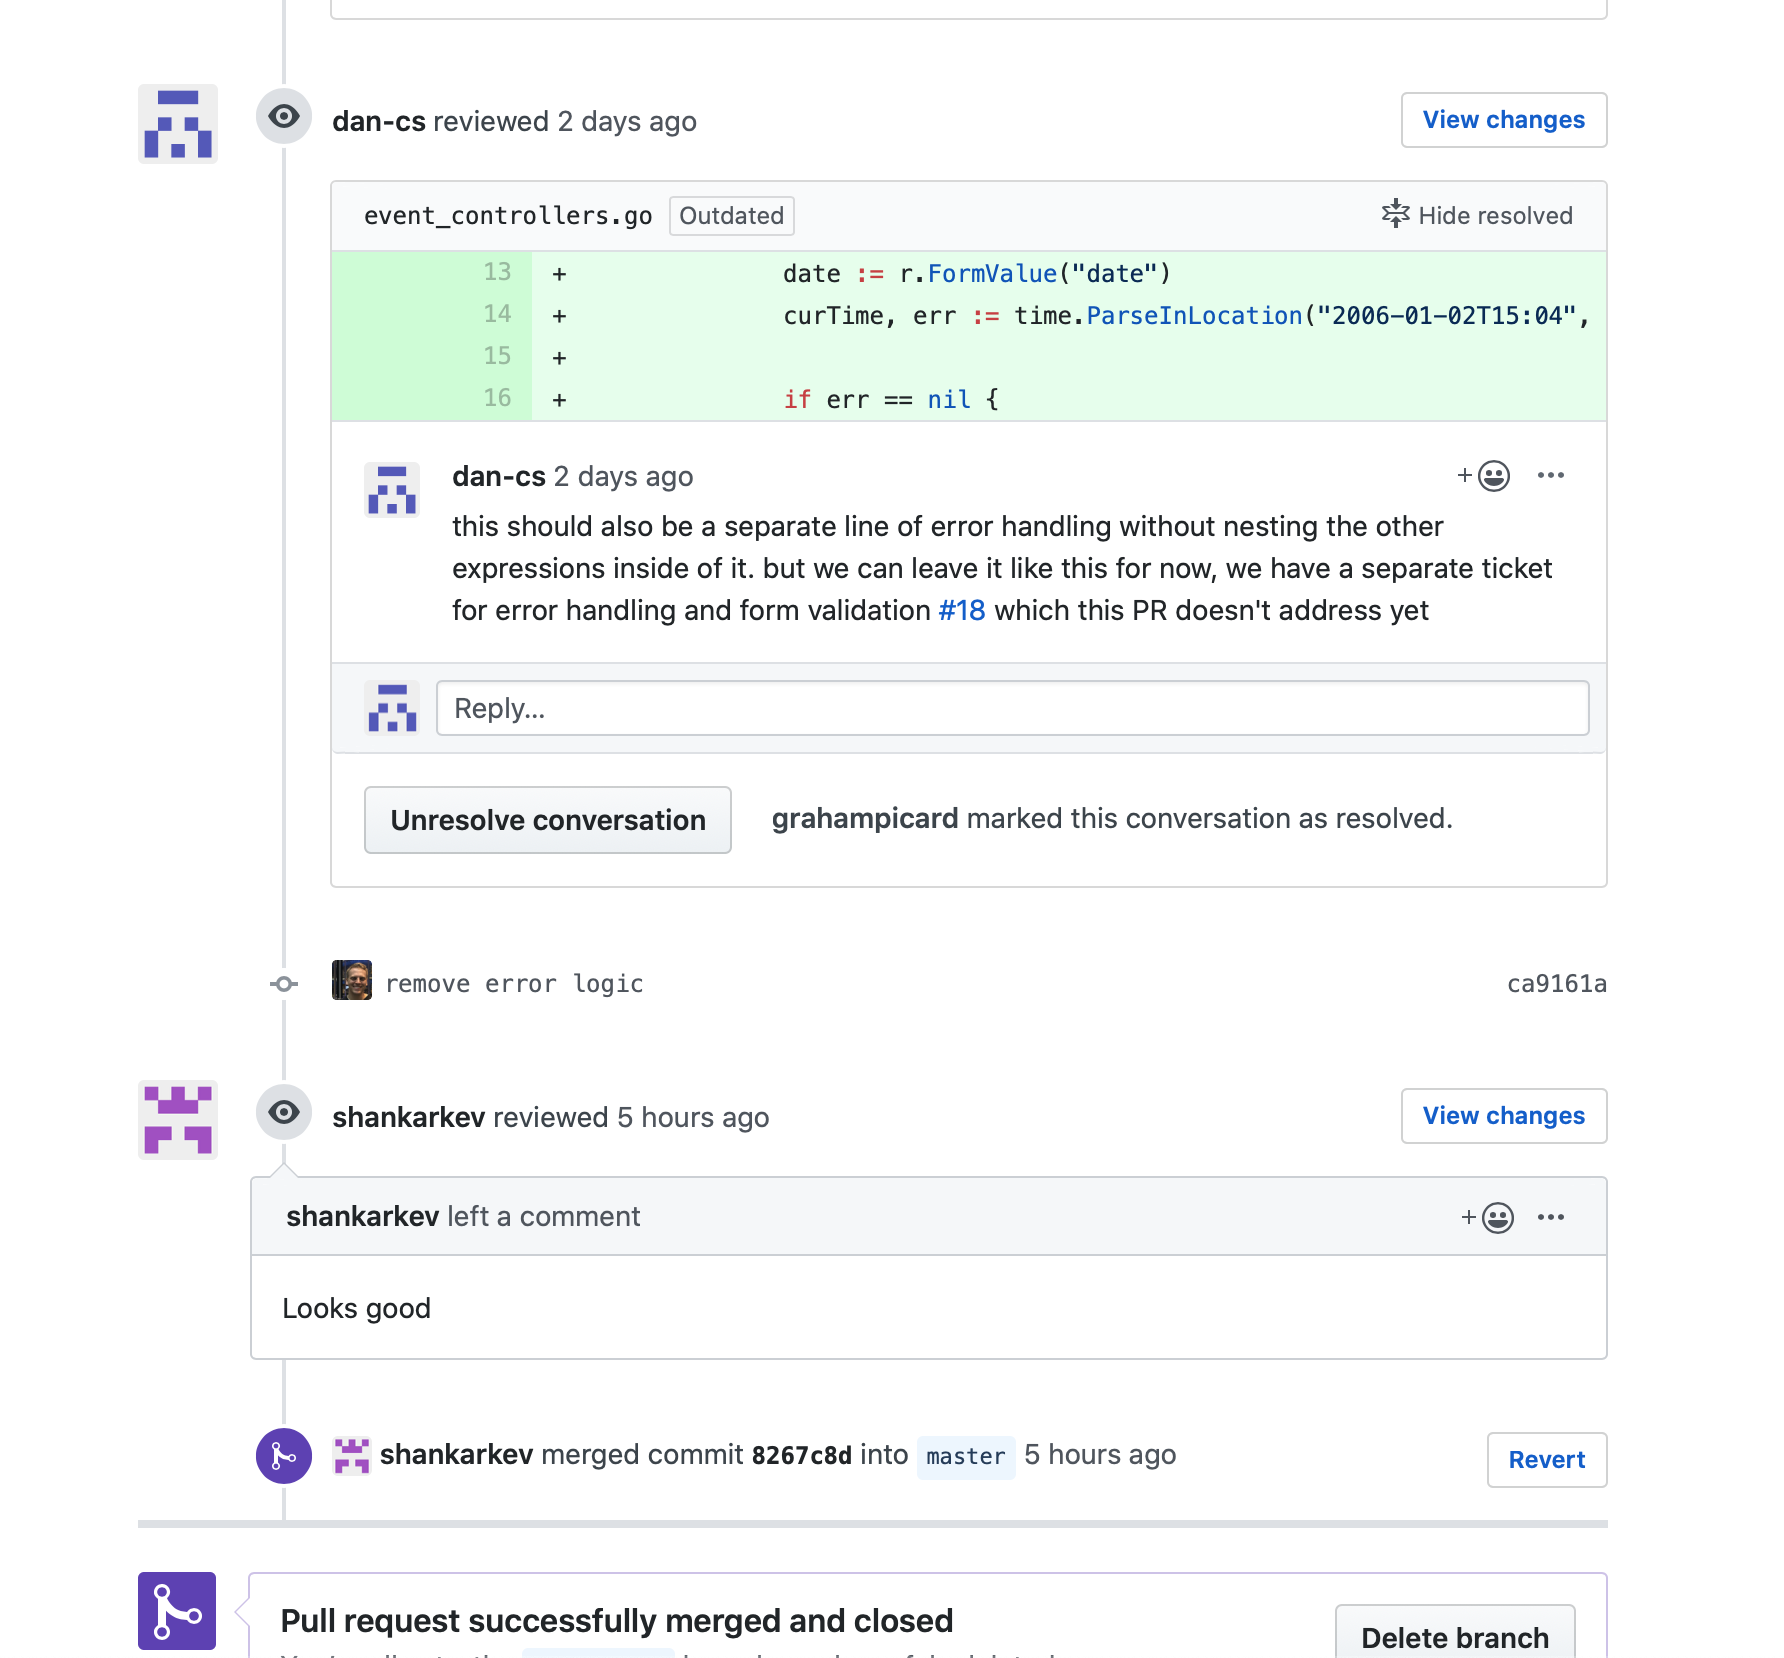 dan-cs reviewed 2 days ago
View changes
event_controllers.go Outdated
Hide resolved
13 + date := r.FormValue("date")
14 + curTime, err := time.ParseInLocation("2006-01-02T15:04",
15 +
16 + if err == nil {
dan-cs 2 days ago
this should also be a separate line of error handling without nesting the other
expressions inside of it. but we can leave it like this for now, we have a separate ticket
for error handling and form validation #18 which this PR doesn't address yet
Reply...
Unresolve conversation
grahampicard marked this conversation as resolved.
remove error logic
ca9161a
shankarkev reviewed 5 hours ago
View changes
shankarkev left a comment
Looks good
shankarkev merged commit 8267c8d into master 5 hours ago
Revert
Pull request successfully merged and closed
Delete branch